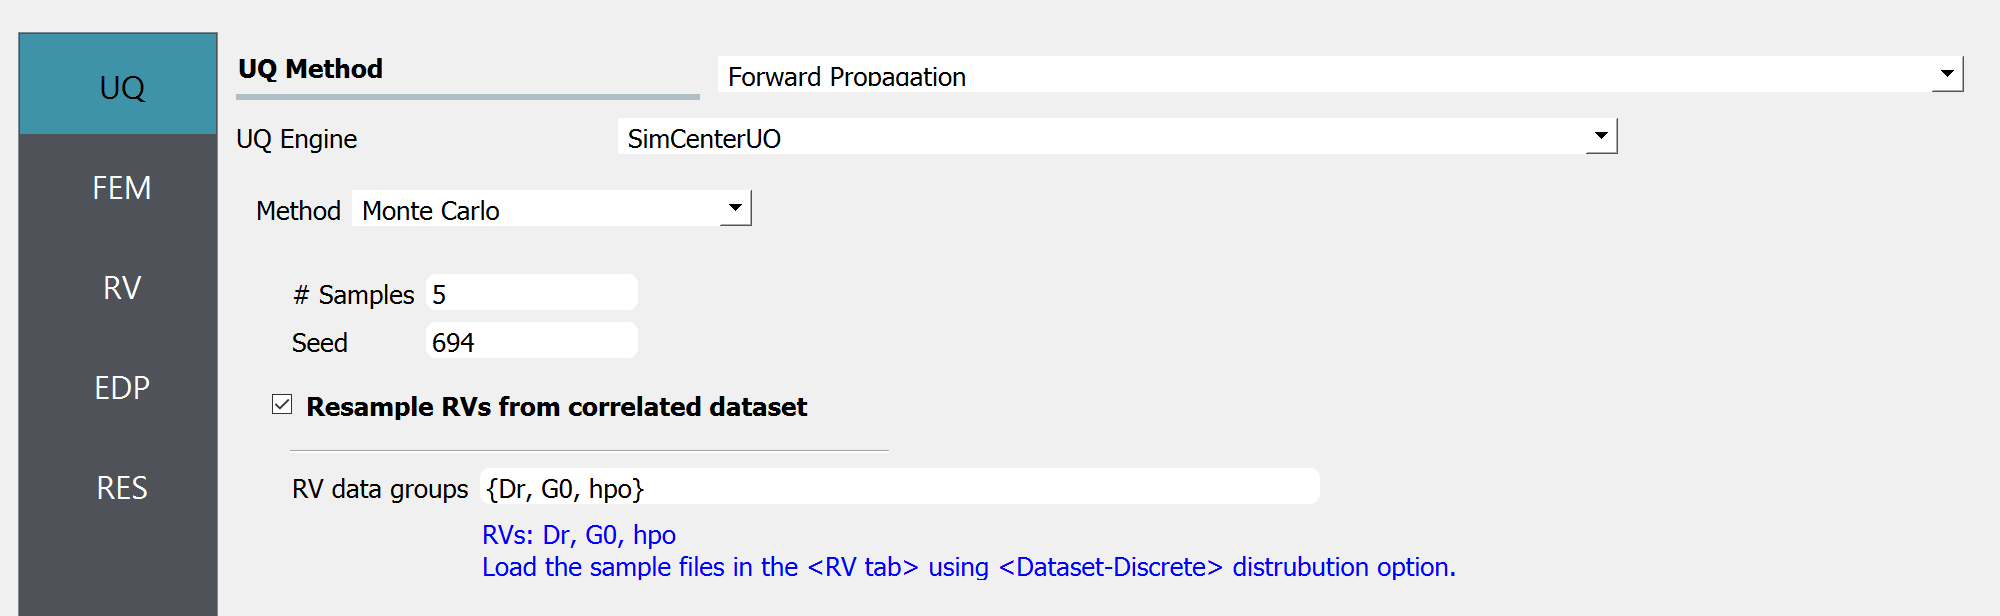 UQ
FEM
RV
EDP
RES
UQ Method
Forward Propagation
UQ Engine
SimCenterUQ
Method
Monte Carlo
# Samples
5
Seed
694
Resample RVs from correlated dataset
RV data groups
{Dr, G0, hpo}
RVs: Dr, G0, hpo
Load the sample files in the <RV tab> using <Dataset-Discrete> distrubution option.